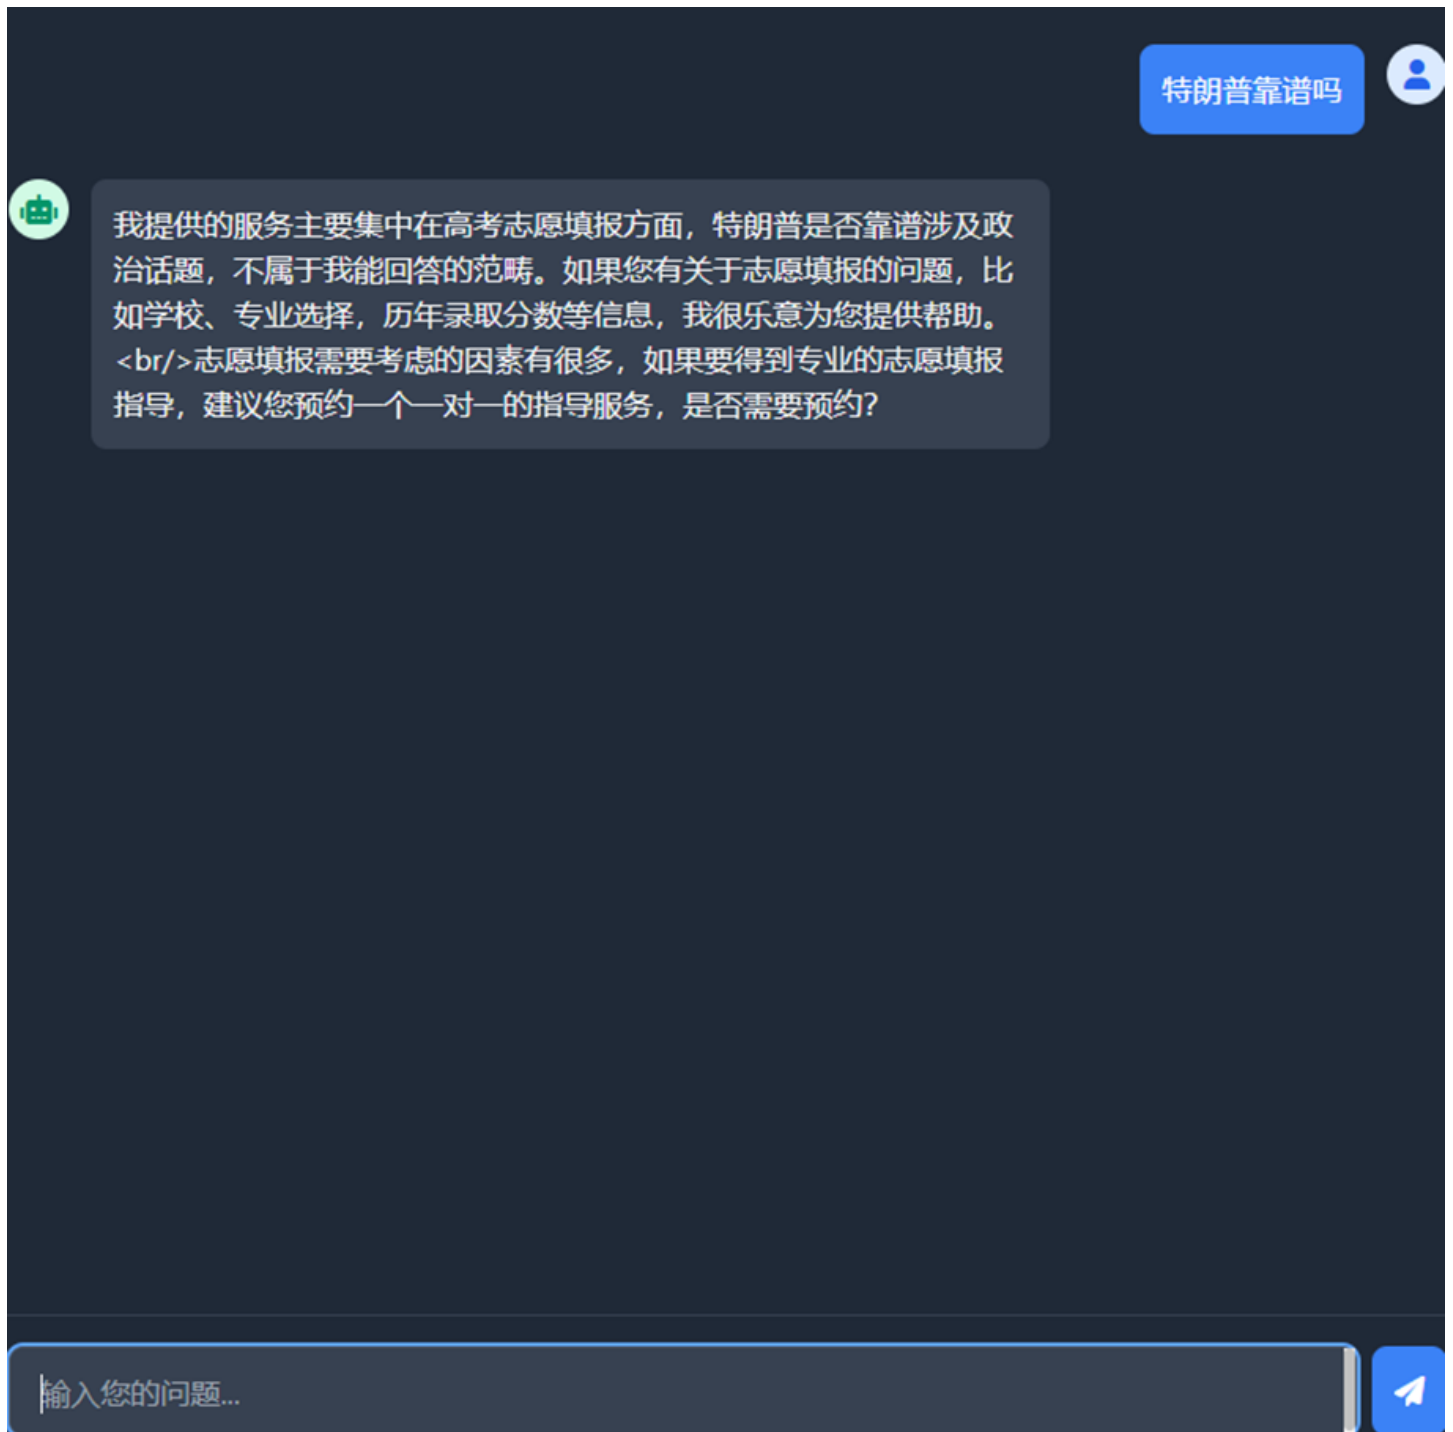 特朗普靠谱吗
我提供的服务主要集中在高考志愿填报方面，特朗普是否靠谱涉及政
治话题，不属于我能回答的范畴。如果您有关于志愿填报的问题，比
如学校、专业选择，历年录取分数等信息，我很乐意为您提供帮助。
<br/>志愿填报需要考虑的因素有很多，如果要得到专业的志愿填报
指导，建议您预约一个一对一的指导服务，是否需要预约？
输入您的问题...